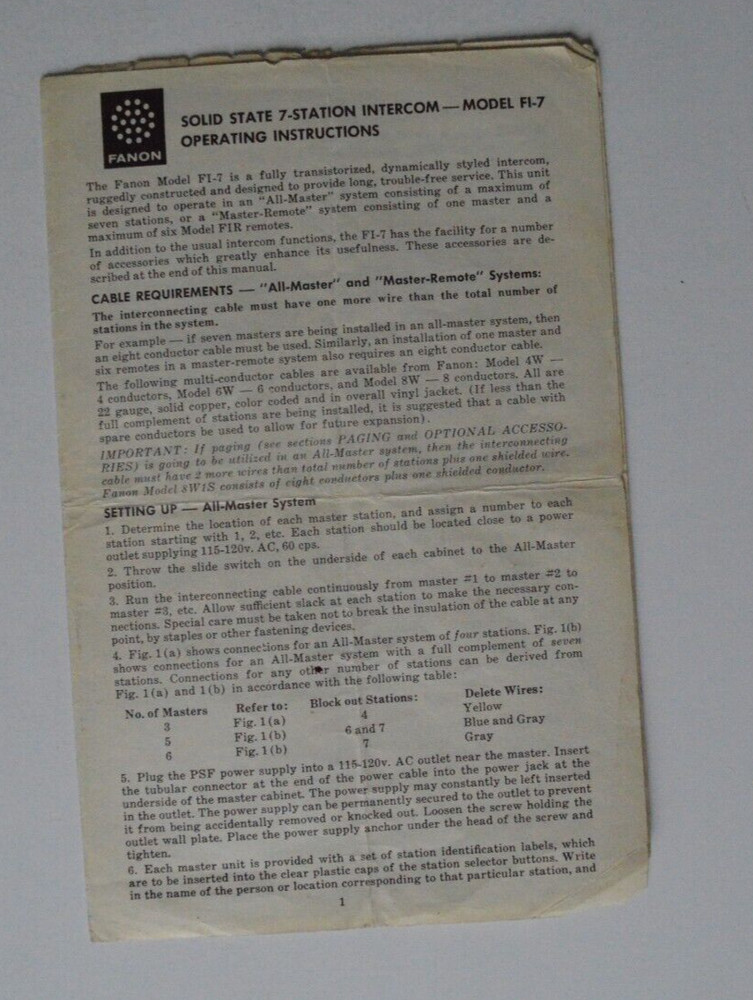 FANON
SOLID STATE 7-STATION INTERCOM — MODEL FI-7
OPERATING INSTRUCTIONS
The Fanon Model FI-7 is a fully transistorized, dynamically styled intercom,
ruggedly constructed and designed to provide long, trouble-free service. This unit
is designed to operate in an "All-Master" system consisting of a maximum of
seven stations, or a "Master-Remote" system consisting of one master and a
maximum of six Model FIR remotes.
In addition to the usual intercom functions, the FI-7 has the facility for a number
of accessories which greatly enhance its usefulness. These accessories are de-
scribed at the end of this manual.
CABLE REQUIREMENTS — "All-Master" and "Master-Remote" Systems:
The interconnecting cable must have one more wire than the total number of
stations in the system.
For example — if seven masters are being installed in an all-master system, then
an eight conductor cable must be used. Similarly, an installation of one master and
six remotes in a master-remote system also requires an eight conductor cable.
The following multi-conductor cables are available from Fanon: Model 4W —
4 conductors, Model 6W — 6 conductors, and Model 8W — 8 conductors. All are
22 gauge, solid copper, color coded and in overall vinyl jacket. (If less than the
full complement of stations are being installed, it is suggested that a cable with
spare conductors be used to allow for future expansion).
IMPORTANT: If paging (see sections PAGING and OPTIONAL ACCESSO-
RIES) is going to be utilized in an All-Master system, then the interconnecting
cable must have 2 more wires than total number of stations plus one shielded wire.
Fanon Model 8W1S consists of eight conductors plus one shielded conductor.
SETTING UP — All-Master System
1. Determine the location of each master station, and assign a number to each
station starting with 1, 2, etc. Each station should be located close to a power
outlet supplying 115-120v. AC, 60 cps.
2. Throw the slide switch on the underside of each cabinet to the All-Master
position.
3. Run the interconnecting cable continuously from master #1 to master #2 to
master #3, etc. Allow sufficient slack at each station to make the necessary con-
nections. Special care must be taken not to break the insulation of the cable at any
point, by staples or other fastening devices.
4. Fig. 1(a) shows connections for an All-Master system of four stations. Fig. 1(b)
shows connections for an All-Master system with a full complement of seven
stations. Connections for any other number of stations can be derived from
Fig. 1(a) and 1(b) in accordance with the following table:
No. of Masters Refer to: Block out Stations: Delete Wires:
3 Fig. 1(a) 4 Yellow
5 Fig. 1(b) 6 and 7 Blue and Gray
6 Fig. 1(b) 7 Gray
5. Plug the PSF power supply into a 115-120v. AC outlet near the master. Insert
the tubular connector at the end of the power cable into the power jack at the
underside of the master cabinet. The power supply may constantly be left inserted
in the outlet. The power supply can be permanently secured to the outlet to prevent
it from being accidentally removed or knocked out. Loosen the screw holding the
outlet wall plate. Place the power supply anchor under the head of the screw and
tighten.
6. Each master unit is provided with a set of station identification labels, which
are to be inserted into the clear plastic caps of the station selector buttons. Write
in the name of the person or location corresponding to that particular station, and
1